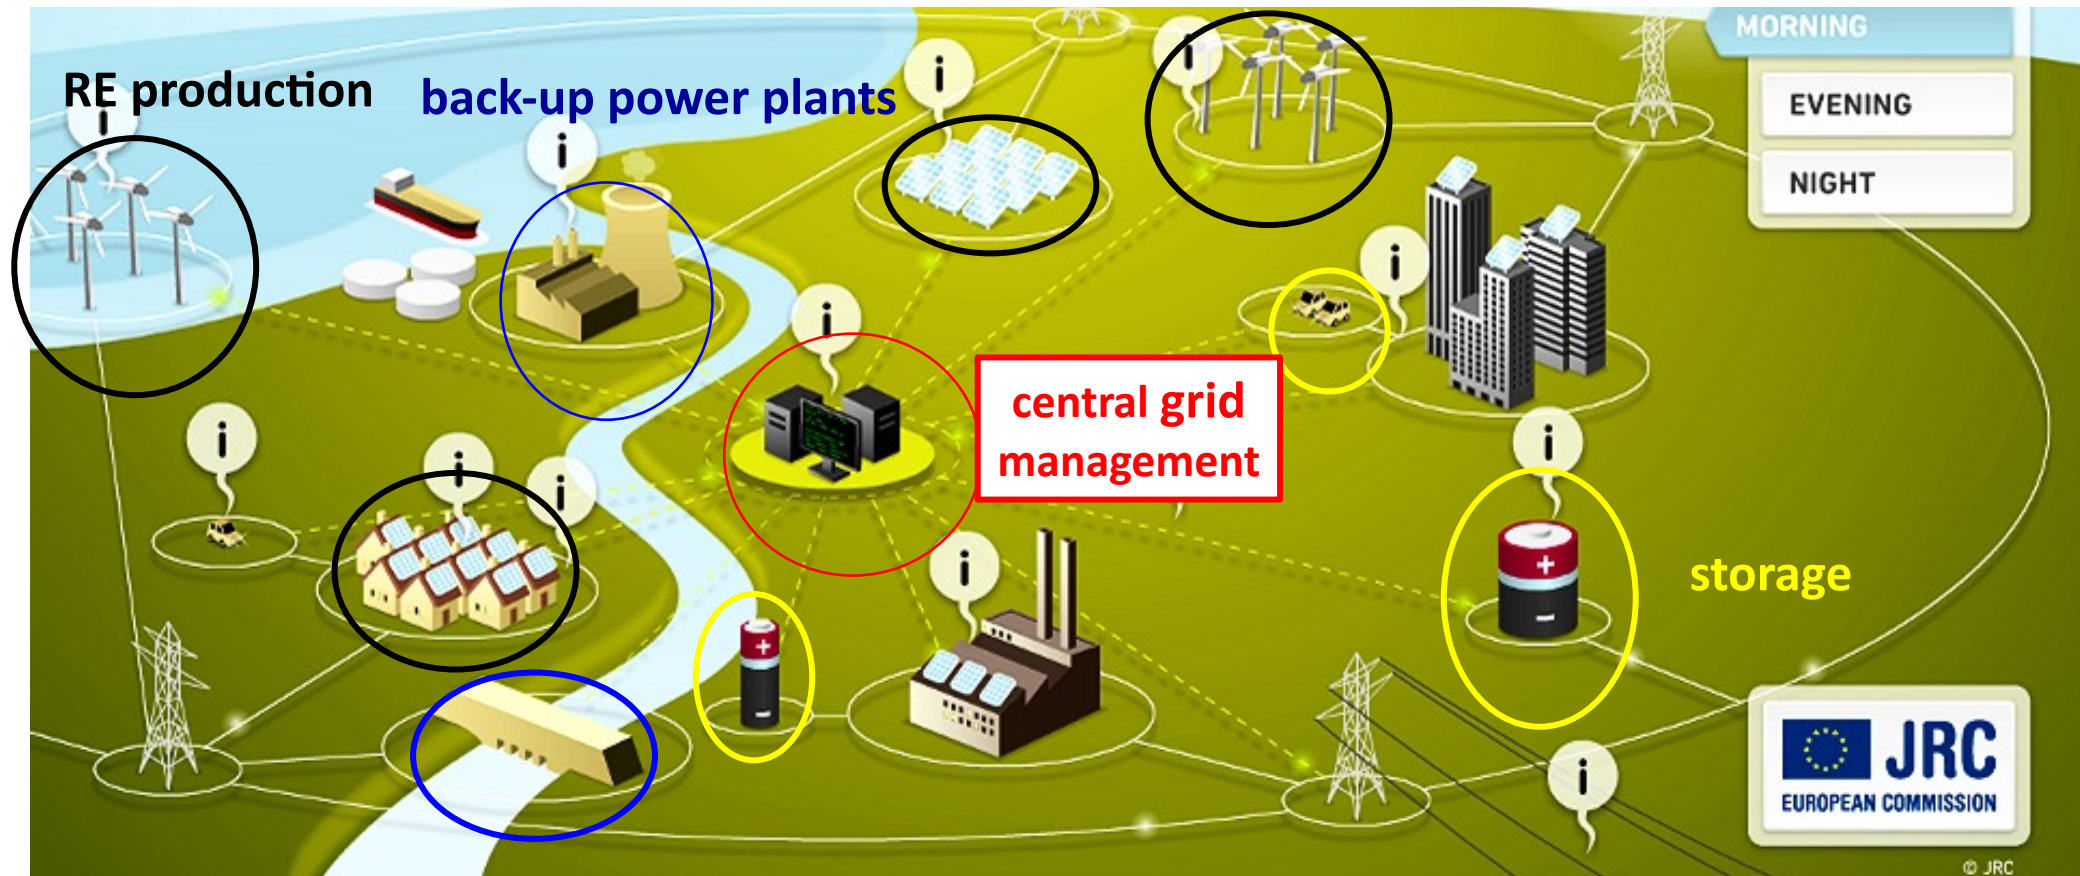 MORNING
EVENING
NIGHT
RE production
back-up power plants
i
i
i
i
i
i
i
i
i
i
i
i
central grid
management
storage
+
-
+
-
JRC
EUROPEAN COMMISSION
© JRC